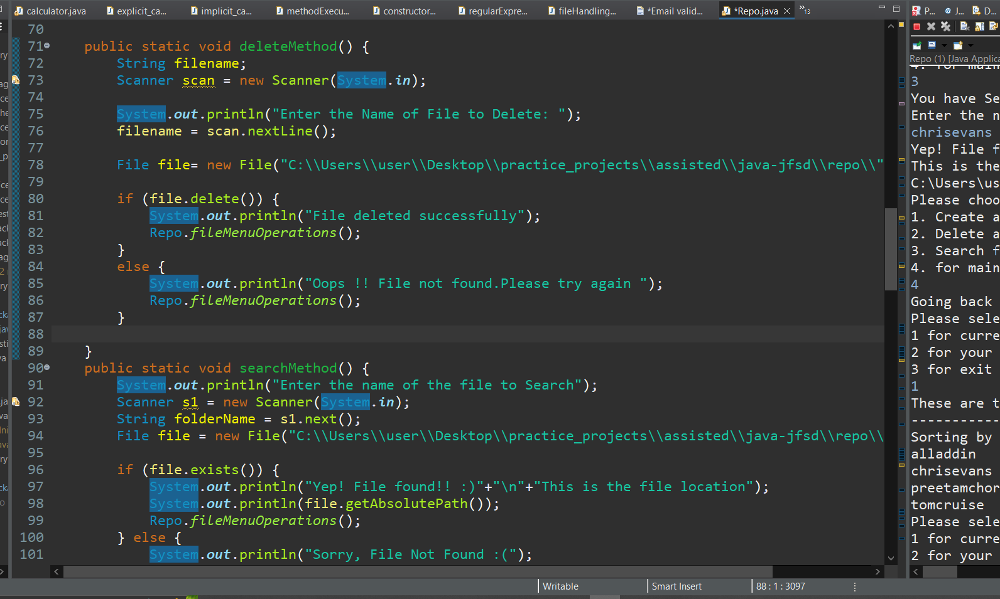 calculator.java explicit_ca... implicit_ca... methodExecu... constructor... regularExpre... fileHandling... *Email valid... *Repo.java »13 P... J... D...
70
71 public static void deleteMethod() {
72 String filename;
73 Scanner scan = new Scanner(System.in);
74
75 System.out.println("Enter the Name of File to Delete: ");
76 filename = scan.nextLine();
77
78 File file= new File("C:\\Users\\user\\Desktop\\practice_projects\\assisted\\java-jfsd\\repo\\"
79
80 if (file.delete()) {
81 System.out.println("File deleted successfully");
82 Repo.fileMenuOperations();
83 }
84 else {
85 System.out.println("Oops !! File not found.Please try again ");
86 Repo.fileMenuOperations();
87 }
88
89 }
90 public static void searchMethod() {
91 System.out.println("Enter the name of the file to Search");
92 Scanner s1 = new Scanner(System.in);
93 String folderName = s1.next();
94 File file = new File("C:\\Users\\user\\Desktop\\practice_projects\\assisted\\java-jfsd\\repo\\
95
96 if (file.exists()) {
97 System.out.println("Yep! File found!! :)"+"\n"+"This is the file location");
98 System.out.println(file.getAbsolutePath());
99 Repo.fileMenuOperations();
100 } else {
101 System.out.println("Sorry, File Not Found :(");
Repo (1) [Java Applica
4. for main
3
You have Se
Enter the n
chrisevans
Yep! File f
This is the
C:\Users\us
Please choo
1. Create a
2. Delete a
3. Search f
4. for main
4
Going back
Please sele
1 for curre
2 for your
3 for exit
1
These are t
-----------
Sorting by
alladdin
chrisevans
preetamchor
tomcruise
Please sele
1 for curre
2 for your
Writable Smart Insert 88 : 1 : 3097